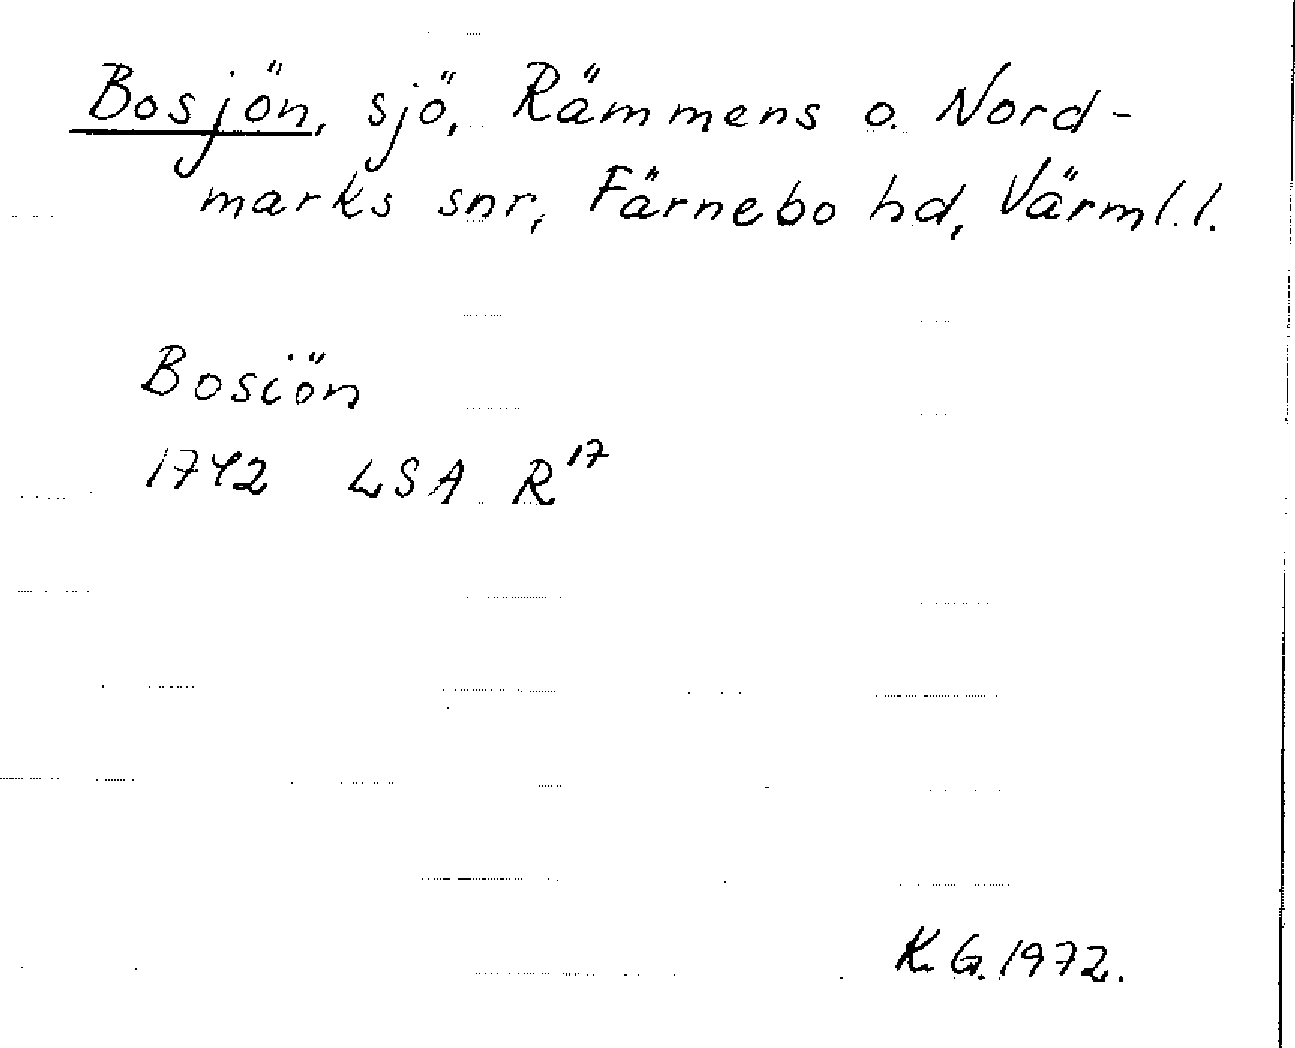 Bosjön, sjö, Rämmens o. Nord-
marks snr, Färnebo hd, Värml.l.
Bosiön
1742 LSA R17
K.G.1972.